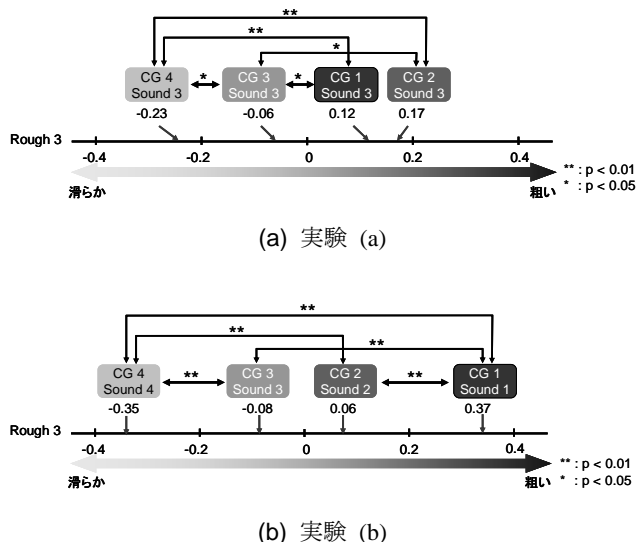 **
**
*
CG 4
Sound 3
*
CG 3
Sound 3
*
CG 1
Sound 3
CG 2
Sound 3
-0.23
-0.06
0.12
0.17
Rough 3
-0.4
-0.2
0
0.2
0.4
滑らか
粗い
** : p < 0.01
* : p < 0.05
(a) 実験 (a)
**
**
**
CG 4
Sound 4
**
CG 3
Sound 3
CG 2
Sound 2
**
CG 1
Sound 1
-0.35
-0.08
0.06
0.37
Rough 3
-0.4
-0.2
0
0.2
0.4
滑らか
粗い
** : p < 0.01
* : p < 0.05
(b) 実験 (b)